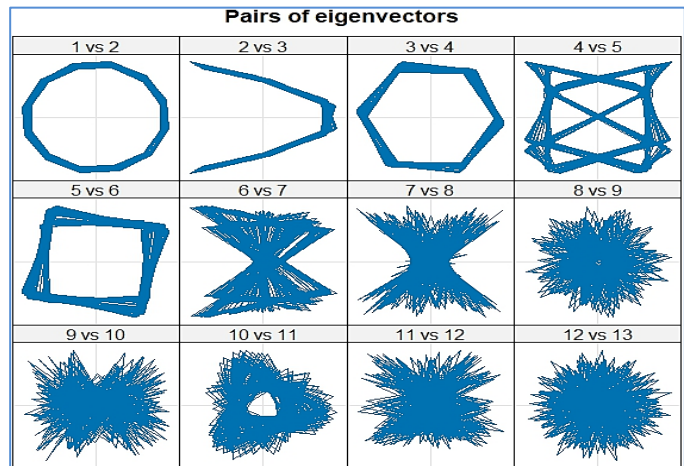 Pairs of eigenvectors
1 vs 2
2 vs 3
3 vs 4
4 vs 5
5 vs 6
6 vs 7
7 vs 8
8 vs 9
9 vs 10
10 vs 11
11 vs 12
12 vs 13